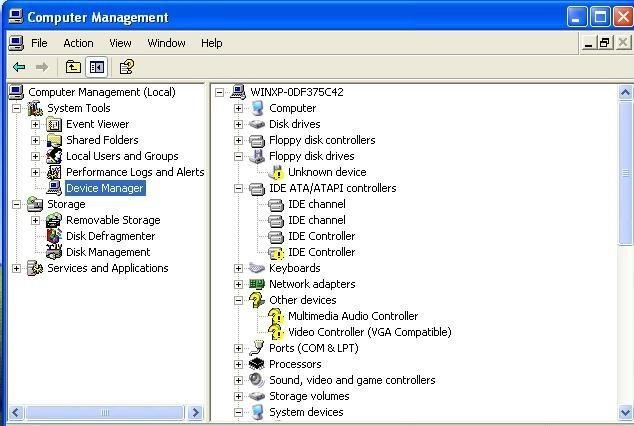 Computer Management
File Action View Window Help
Computer Management (Local)
System Tools
Event Viewer
Shared Folders
Local Users and Groups
Performance Logs and Alerts
Device Manager
Storage
Removable Storage
Disk Defragmenter
Disk Management
Services and Applications
WINXP-0DF375C42
Computer
Disk drives
Floppy disk controllers
Floppy disk drives
Unknown device
IDE ATA/ATAPI controllers
IDE channel
IDE channel
IDE Controller
IDE Controller
Keyboards
Network adapters
Other devices
Multimedia Audio Controller
Video Controller (VGA Compatible)
Ports (COM & LPT)
Processors
Sound, video and game controllers
Storage volumes
System devices